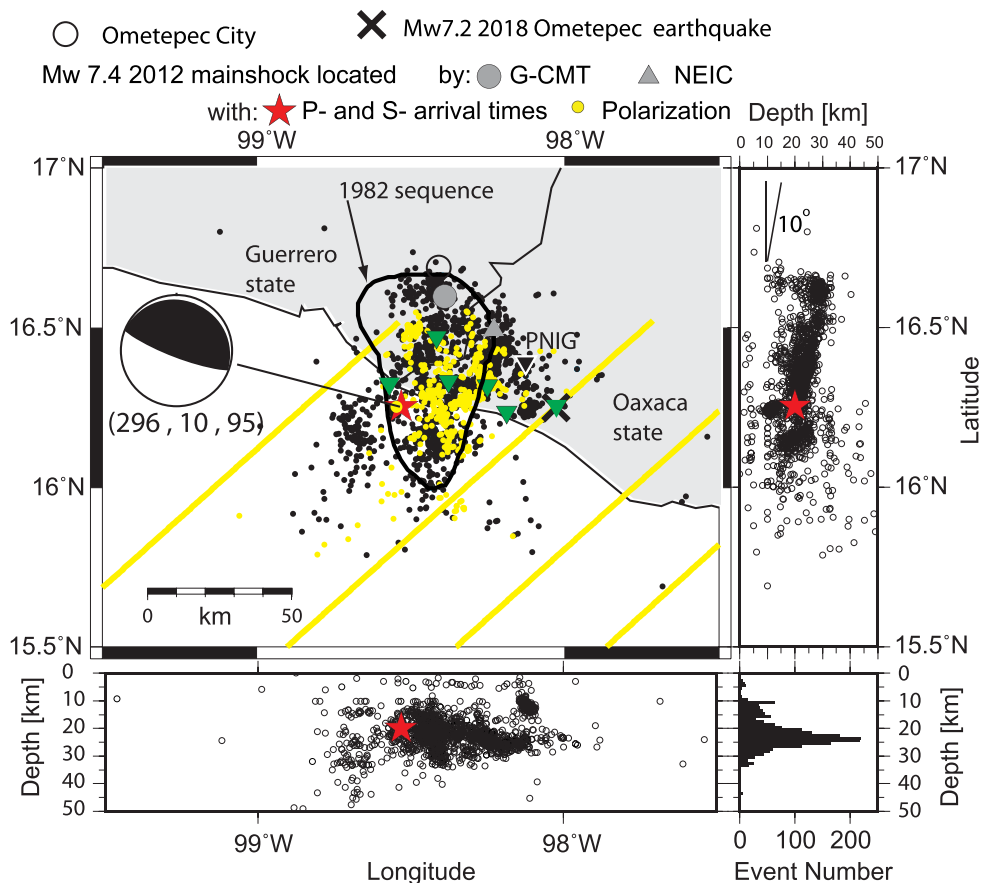 Ometepec City
Mw7.2 2018 Ometepec earthquake
Mw 7.4 2012 mainshock located by: G-CMT NEIC
with: P- and S- arrival times Polarization
Depth [km]
99˚W 98˚W
0 10 20 30 40 50
17˚N 17˚N
1982 sequence
10°
Guerrero
state
16.5˚N 16.5˚N
PNIG
(296 , 10 , 95)
Oaxaca
state
Latitude
16˚N 16˚N
0 50
km
15.5˚N 15.5˚N
0 0
10 10
20 20
30 30
40 40
50 50
Depth [km] Depth [km]
99˚W 98˚W
0 100 200
Longitude Event Number